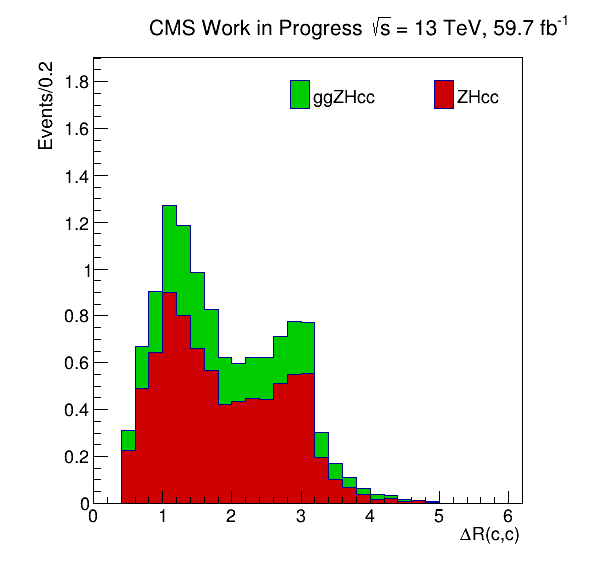 CMS Work in Progress √s = 13 TeV, 59.7 fb⁻¹
Events/0.2
ggZHcc ZHcc
1.8
1.6
1.4
1.2
1
0.8
0.6
0.4
0.2
0
0 1 2 3 4 5 6
ΔR(c,c)